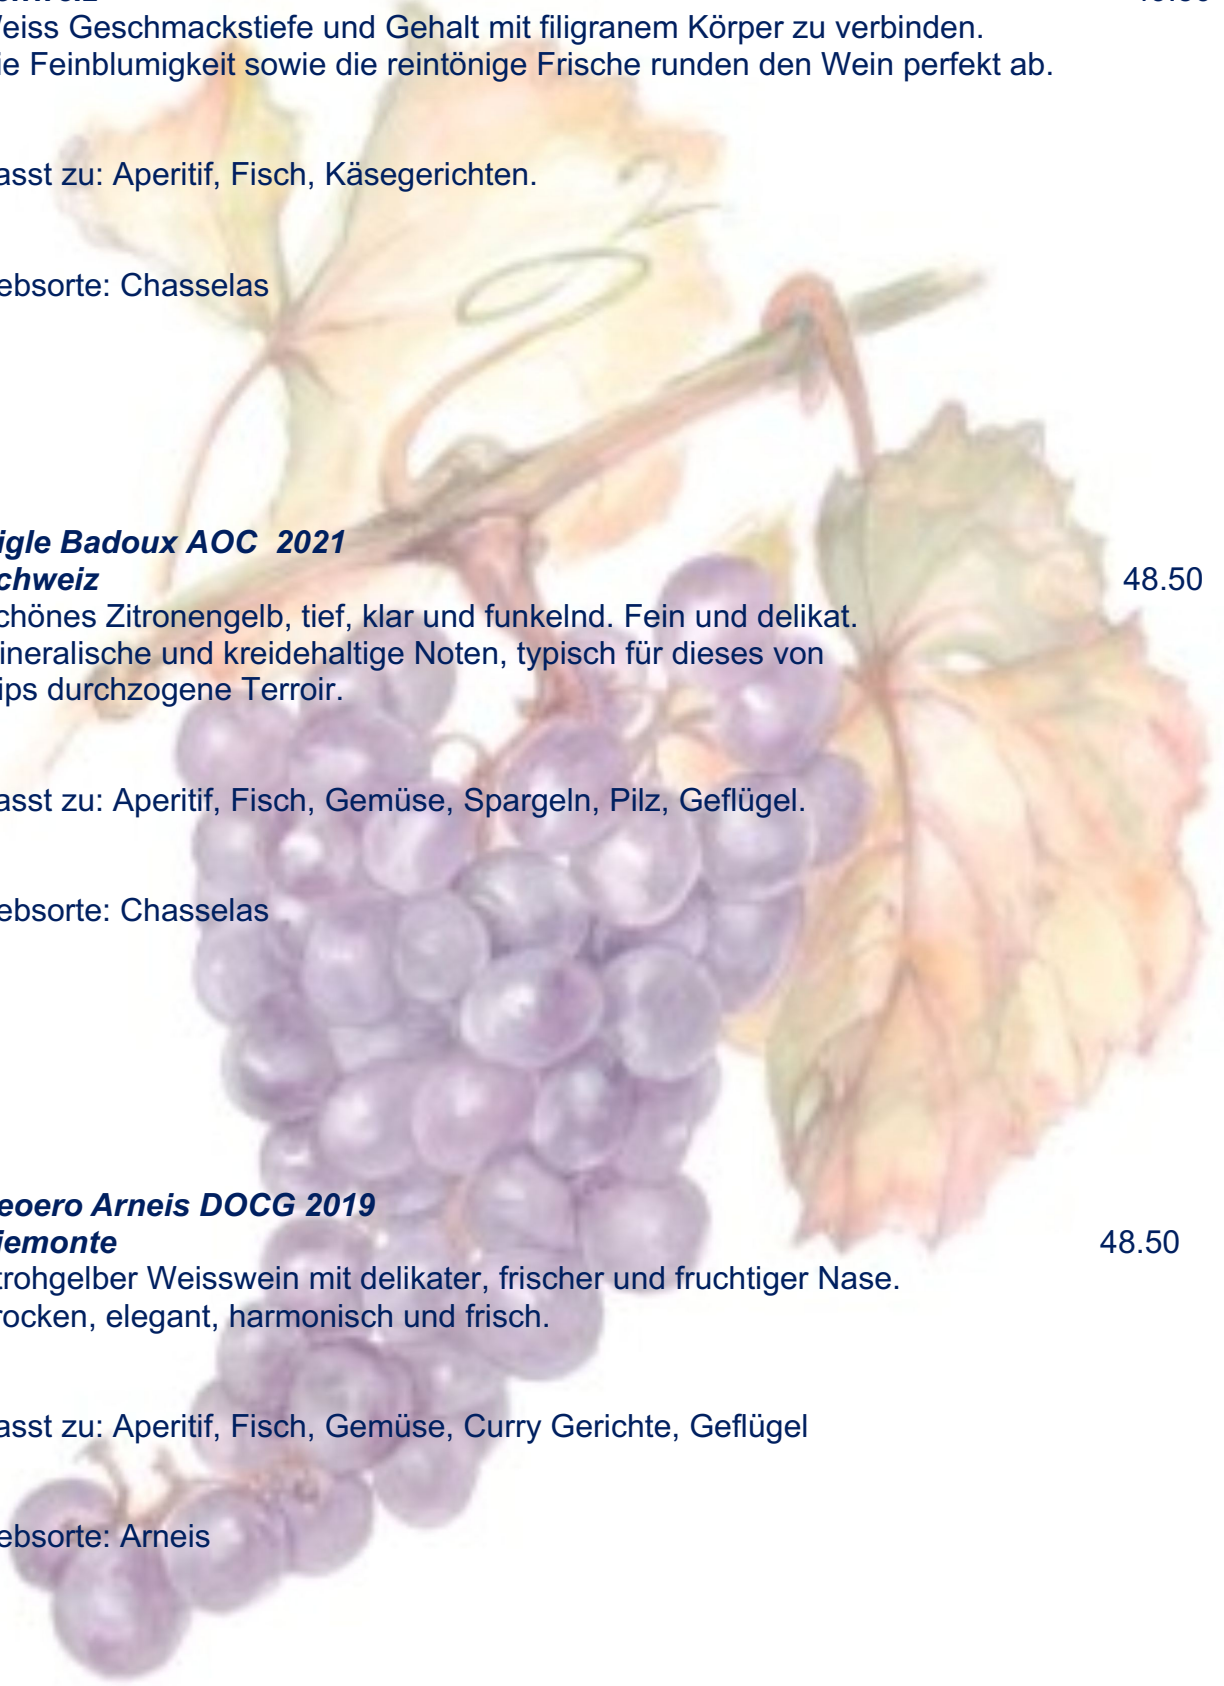 eiss Geschmackstiefe und Gehalt mit filigranem Körper zu verbinden.
ie Feinblumigkeit sowie die reintönige Frische runden den Wein perfekt ab.
asst zu: Aperitif, Fisch, Käsegerichten.
ebsorte: Chasselas
igle Badoux AOC 2021
chweiz 48.50
chönes Zitronengelb, tief, klar und funkelnd. Fein und delikat.
ineralische und kreidehaltige Noten, typisch für dieses von
ips durchzogene Terroir.
asst zu: Aperitif, Fisch, Gemüse, Spargeln, Pilz, Geflügel.
ebsorte: Chasselas
eoero Arneis DOCG 2019
iemonte 48.50
trohgelber Weisswein mit delikater, frischer und fruchtiger Nase.
rocken, elegant, harmonisch und frisch.
asst zu: Aperitif, Fisch, Gemüse, Curry Gerichte, Geflügel
ebsorte: Arneis